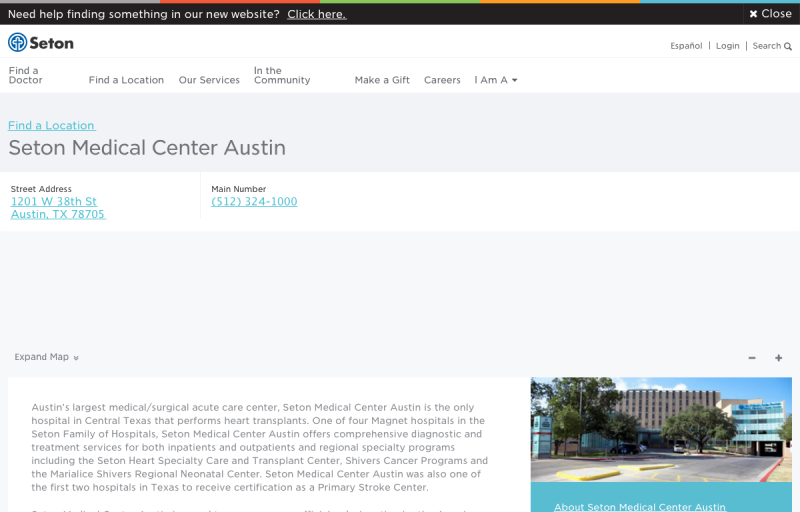 Need help finding something in our new website? Click here.
✖ Close
Seton
Español | Login | Search
Find a
Doctor
Find a Location
Our Services
In the
Community
Make a Gift
Careers
I Am A
Find a Location
Seton Medical Center Austin
Street Address
1201 W 38th St
Austin, TX 78705
Main Number
(512) 324-1000
Expand Map
Austin's largest medical/surgical acute care center, Seton Medical Center Austin is the only
hospital in Central Texas that performs heart transplants. One of four Magnet hospitals in the
Seton Family of Hospitals, Seton Medical Center Austin offers comprehensive diagnostic and
treatment services for both inpatients and outpatients and regional specialty programs
including the Seton Heart Specialty Care and Transplant Center, Shivers Cancer Programs and
the Marialice Shivers Regional Neonatal Center. Seton Medical Center Austin was also one of
the first two hospitals in Texas to receive certification as a Primary Stroke Center.
About Seton Medical Center Austin